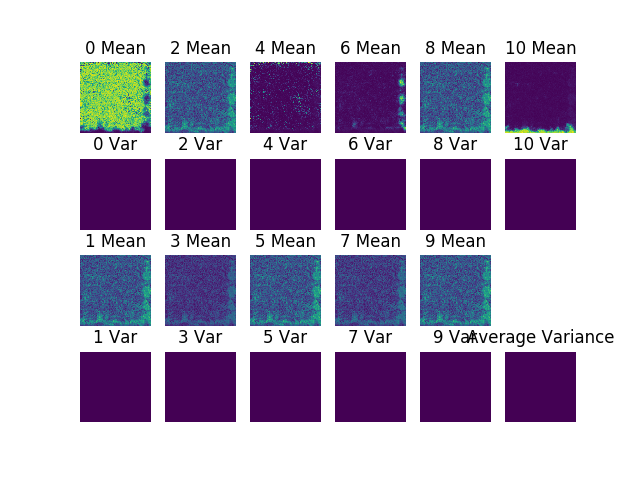 0 Mean 2 Mean 4 Mean 6 Mean 8 Mean 10 Mean
0 Var 2 Var 4 Var 6 Var 8 Var 10 Var
1 Mean 3 Mean 5 Mean 7 Mean 9 Mean
1 Var 3 Var 5 Var 7 Var 9 Var Average Variance